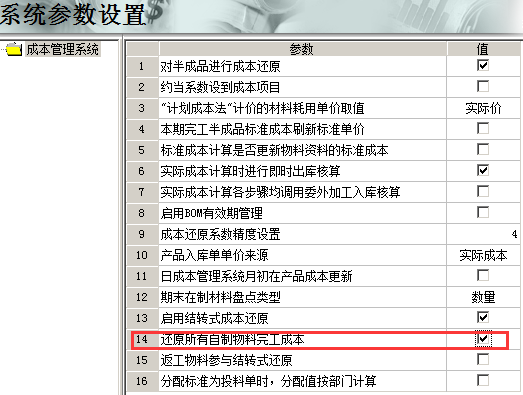 系统参数设置
成本管理系统
参数 值
1 对半成品进行成本还原
2 约当系数设到成本项目
3 "计划成本法"计价的材料耗用单价取值 实际价
4 本期完工半成品标准成本刷新标准单价
5 标准成本计算是否更新物料资料的标准成本
6 实际成本计算时进行即时出库核算
7 实际成本计算各步骤均调用委外加工入库核算
8 启用BOM有效期管理
9 成本还原系数精度设置 4
10 产品入库单单价来源 实际成本
11 日成本管理系统月初在产品成本更新
12 期末在制材料盘点类型 数量
13 启用结转式成本还原
14 还原所有自制物料完工成本
15 返工物料参与结转式还原
16 分配标准为投料单时，分配值按部门计算